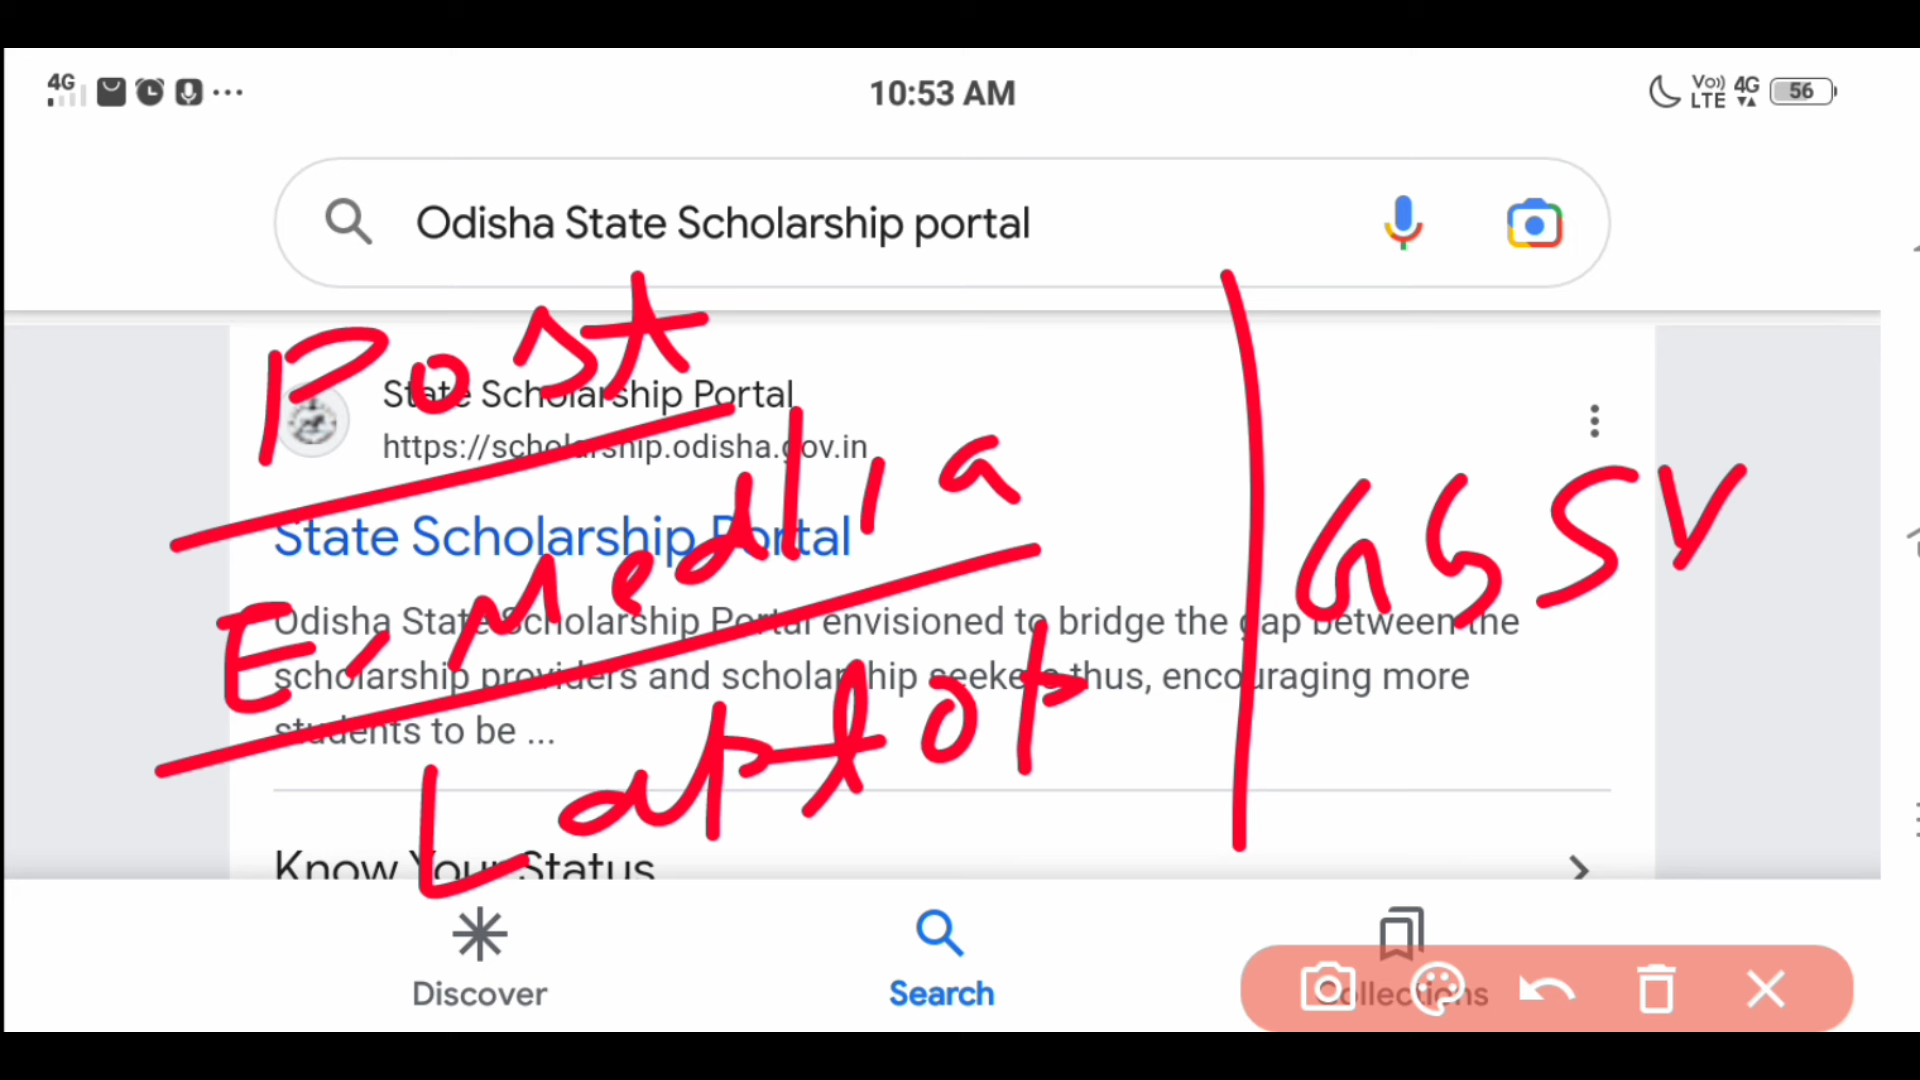 4G
10:53 AM
Vo)) LTE 4G 56
Odisha State Scholarship portal
Post
State Scholarship Portal
https://scholarship.odisha.gov.in
E, Media
State Scholarship Portal
Odisha State Scholarship Portal envisioned to bridge the gap between the
scholarship providers and scholarship seekers thus, encouraging more
students to be ...
Laptop
Know Your Status
Discover
Search
Collections